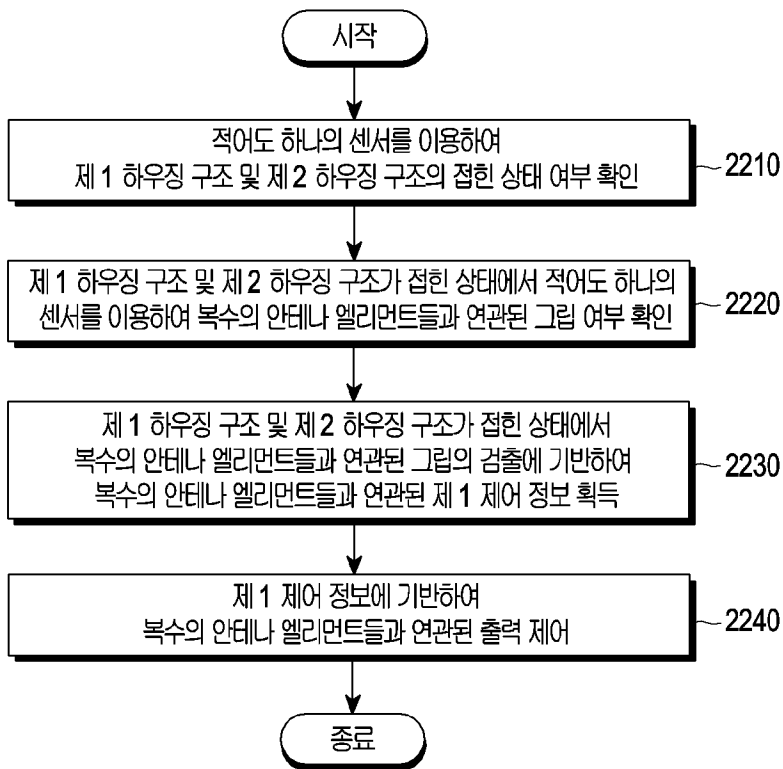 시작
적어도 하나의 센서를 이용하여
제 1 하우징 구조 및 제 2 하우징 구조의 접힌 상태 여부 확인
2210
제 1 하우징 구조 및 제 2 하우징 구조가 접힌 상태에서 적어도 하나의
센서를 이용하여 복수의 안테나 엘리먼트들과 연관된 그립 여부 확인
2220
제 1 하우징 구조 및 제 2 하우징 구조가 접힌 상태에서
복수의 안테나 엘리먼트들과 연관된 그립의 검출에 기반하여
복수의 안테나 엘리먼트들과 연관된 제 1 제어 정보 획득
2230
제 1 제어 정보에 기반하여
복수의 안테나 엘리먼트들과 연관된 출력 제어
2240
종료